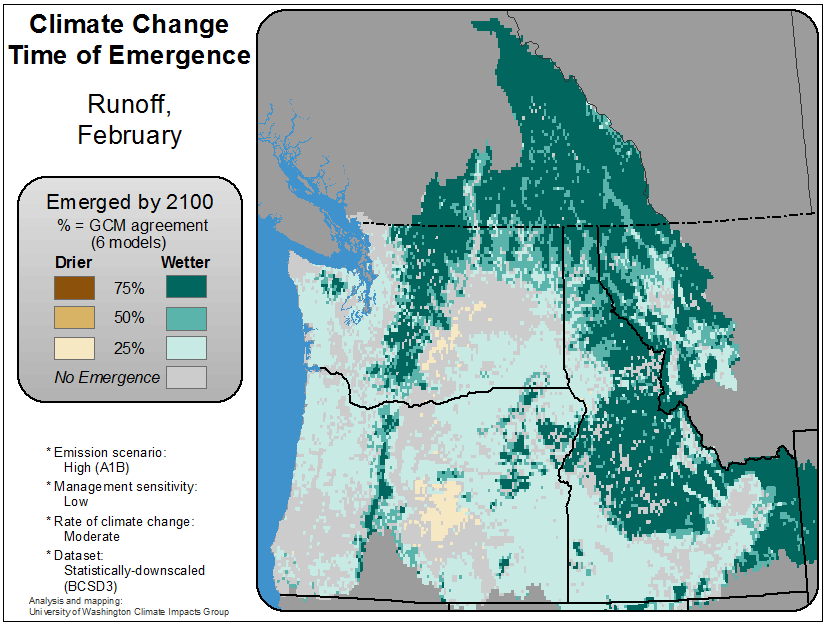 Climate Change
Time of Emergence
Runoff,
February
Emerged by 2100
% = GCM agreement
(6 models)
Drier Wetter
75%
50%
25%
No Emergence
* Emission scenario:
High (A1B)
* Management sensitivity:
Low
* Rate of climate change:
Moderate
* Dataset:
Statistically-downscaled
(BCSD3)
Analysis and mapping:
University of Washington Climate Impacts Group